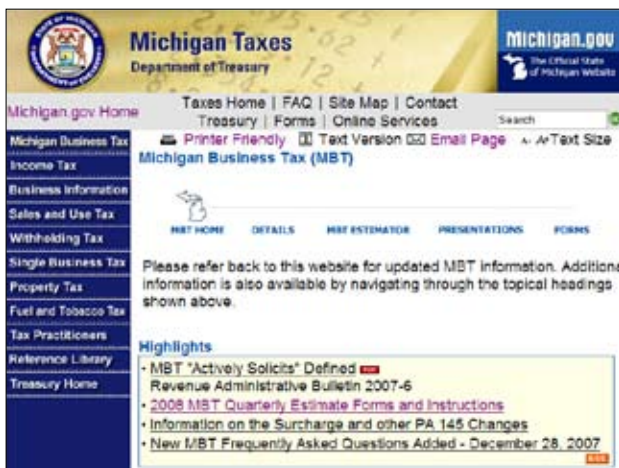 Michigan Taxes
Department of Treasury
Michigan.gov
The Official State
of Michigan Website
Michigan.gov Home
Taxes Home | FAQ | Site Map | Contact
Treasury | Forms | Online Services
Search
Printer Friendly Text Version Email Page A- A+ Text Size
Michigan Business Tax
Income Tax
Business Information
Sales and Use Tax
Withholding Tax
Single Business Tax
Property Tax
Fuel and Tobacco Tax
Tax Practitioners
Reference Library
Treasury Home
Michigan Business Tax (MBT)
MBT HOME DETAILS MBT ESTIMATOR PRESENTATIONS FORMS
Please refer back to this website for updated MBT information. Additiona
information is also available by navigating through the topical headings
shown above.
Highlights
• MBT "Actively Solicits" Defined PDF
Revenue Administrative Bulletin 2007-6
• 2008 MBT Quarterly Estimate Forms and Instructions
• Information on the Surcharge and other PA 145 Changes
• New MBT Frequently Asked Questions Added - December 28, 2007